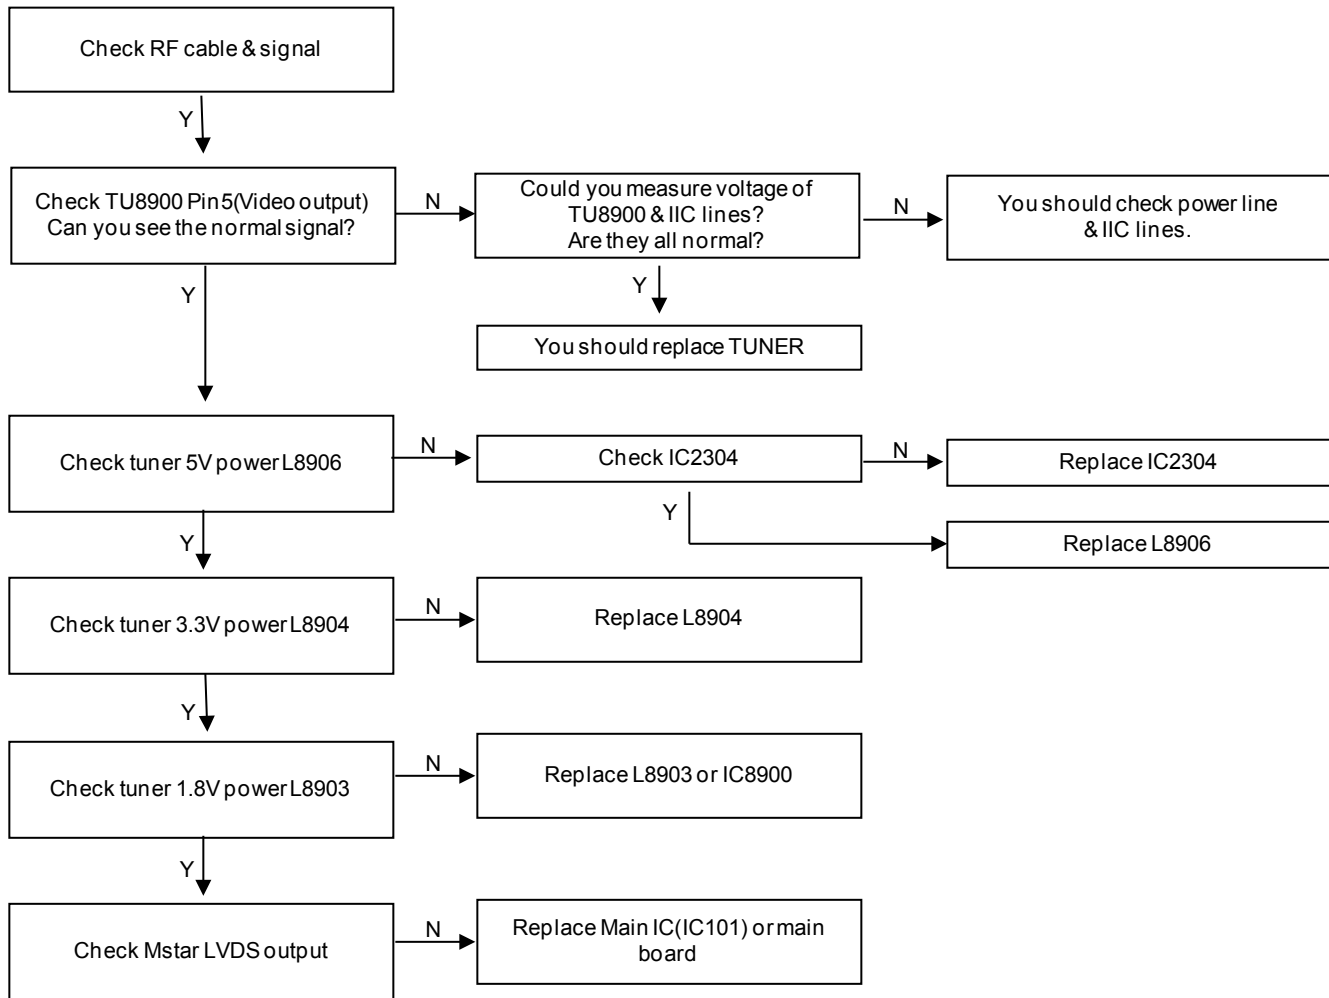 Check RF cable & signal
Y
Check TU8900 Pin5(Video output)
Can you see the normal signal?
N
Could you measure voltage of
TU8900 & IIC lines?
Are they all normal?
N
You should check power line
& IIC lines.
Y
You should replace TUNER
Y
Check tuner 5V power L8906
N
Check IC2304
N
Replace IC2304
Y
Replace L8906
Y
Check tuner 3.3V power L8904
N
Replace L8904
Y
Check tuner 1.8V power L8903
N
Replace L8903 or IC8900
Y
Check Mstar LVDS output
N
Replace Main IC(IC101) or main
board